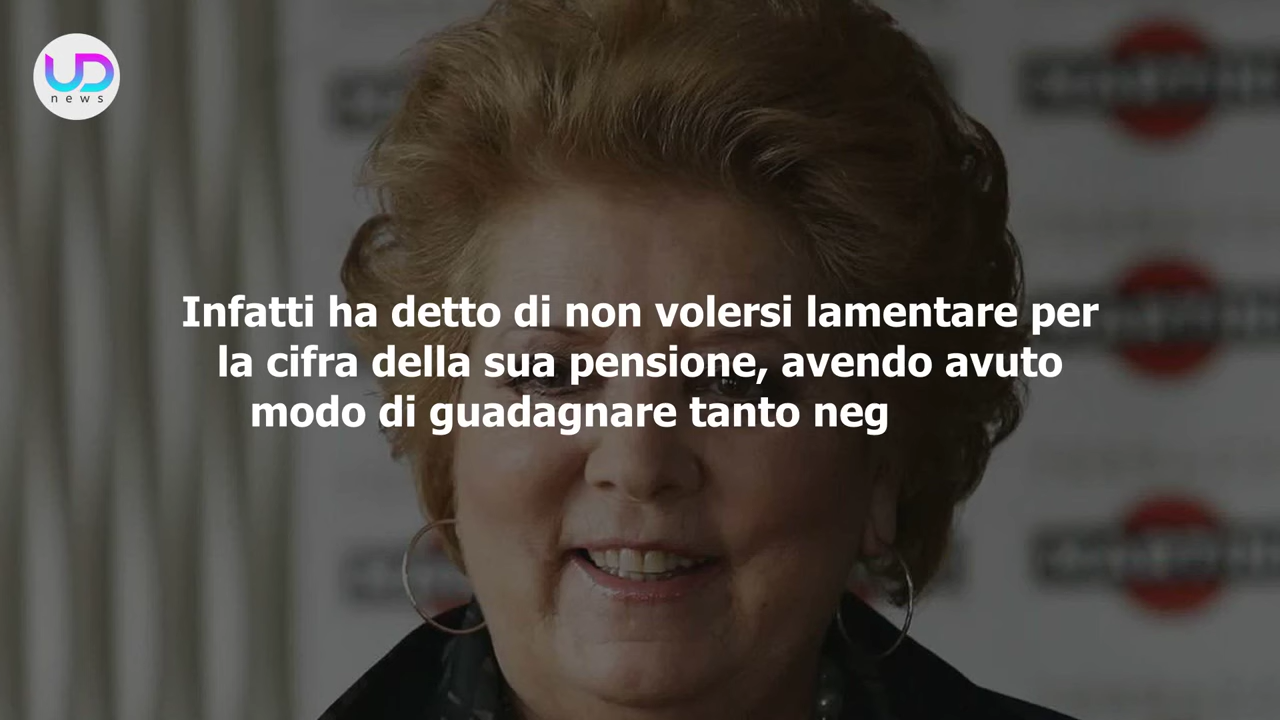 UD
news
Infatti ha detto di non volersi lamentare per
la cifra della sua pensione, avendo avuto
modo di guadagnare tanto neg